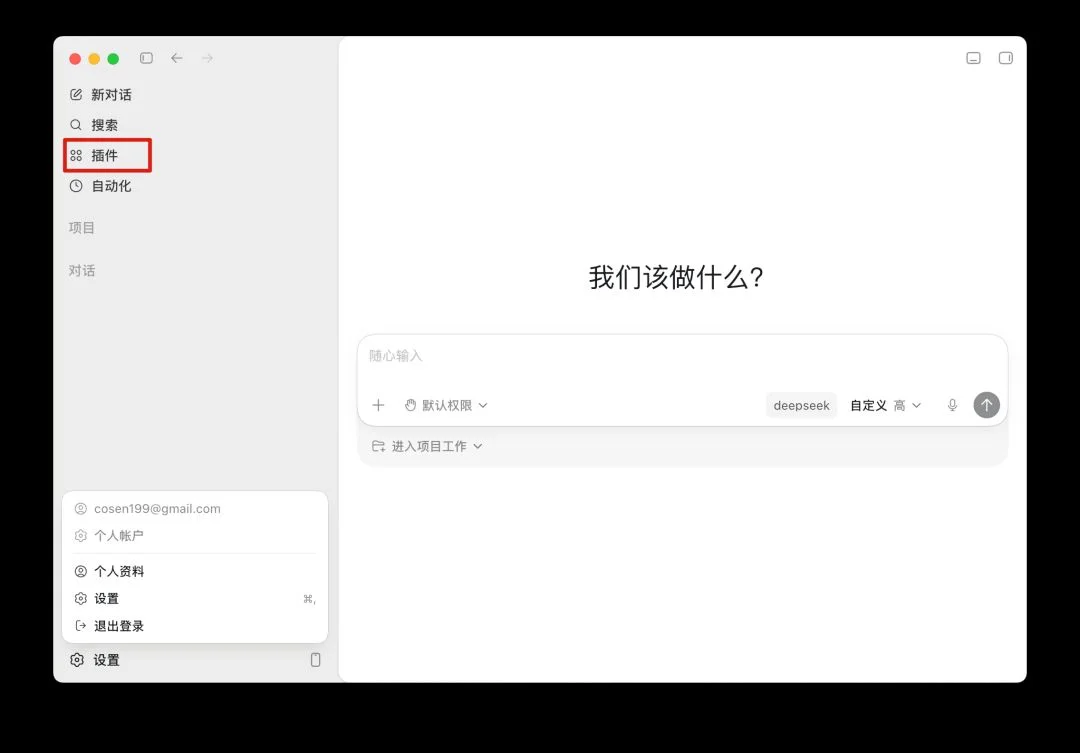 新对话
搜索
插件
自动化
项目
对话
我们该做什么?
随心输入
默认权限
deepseek 自定义 高
进入项目工作
cosen199@gmail.com
个人帐户
个人资料
设置 ⌘,
退出登录
设置